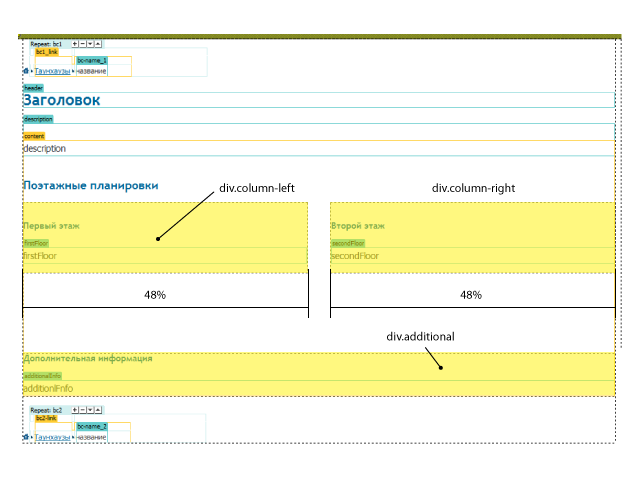 Repeat: bc1
bc1_link
bc-name_1
Таунхаузы название
header
Заголовок
description
content
description
Поэтажные планировки
div.column-left
div.column-right
Первый этаж
Второй этаж
firstFloor
secondFloor
firstFloor
secondFloor
48%
48%
div.additional
Дополнительная информация
additionalInfo
additionlFnfo
Repeat: bc2
bc2-link
bc-name_2
Таунхаузы название